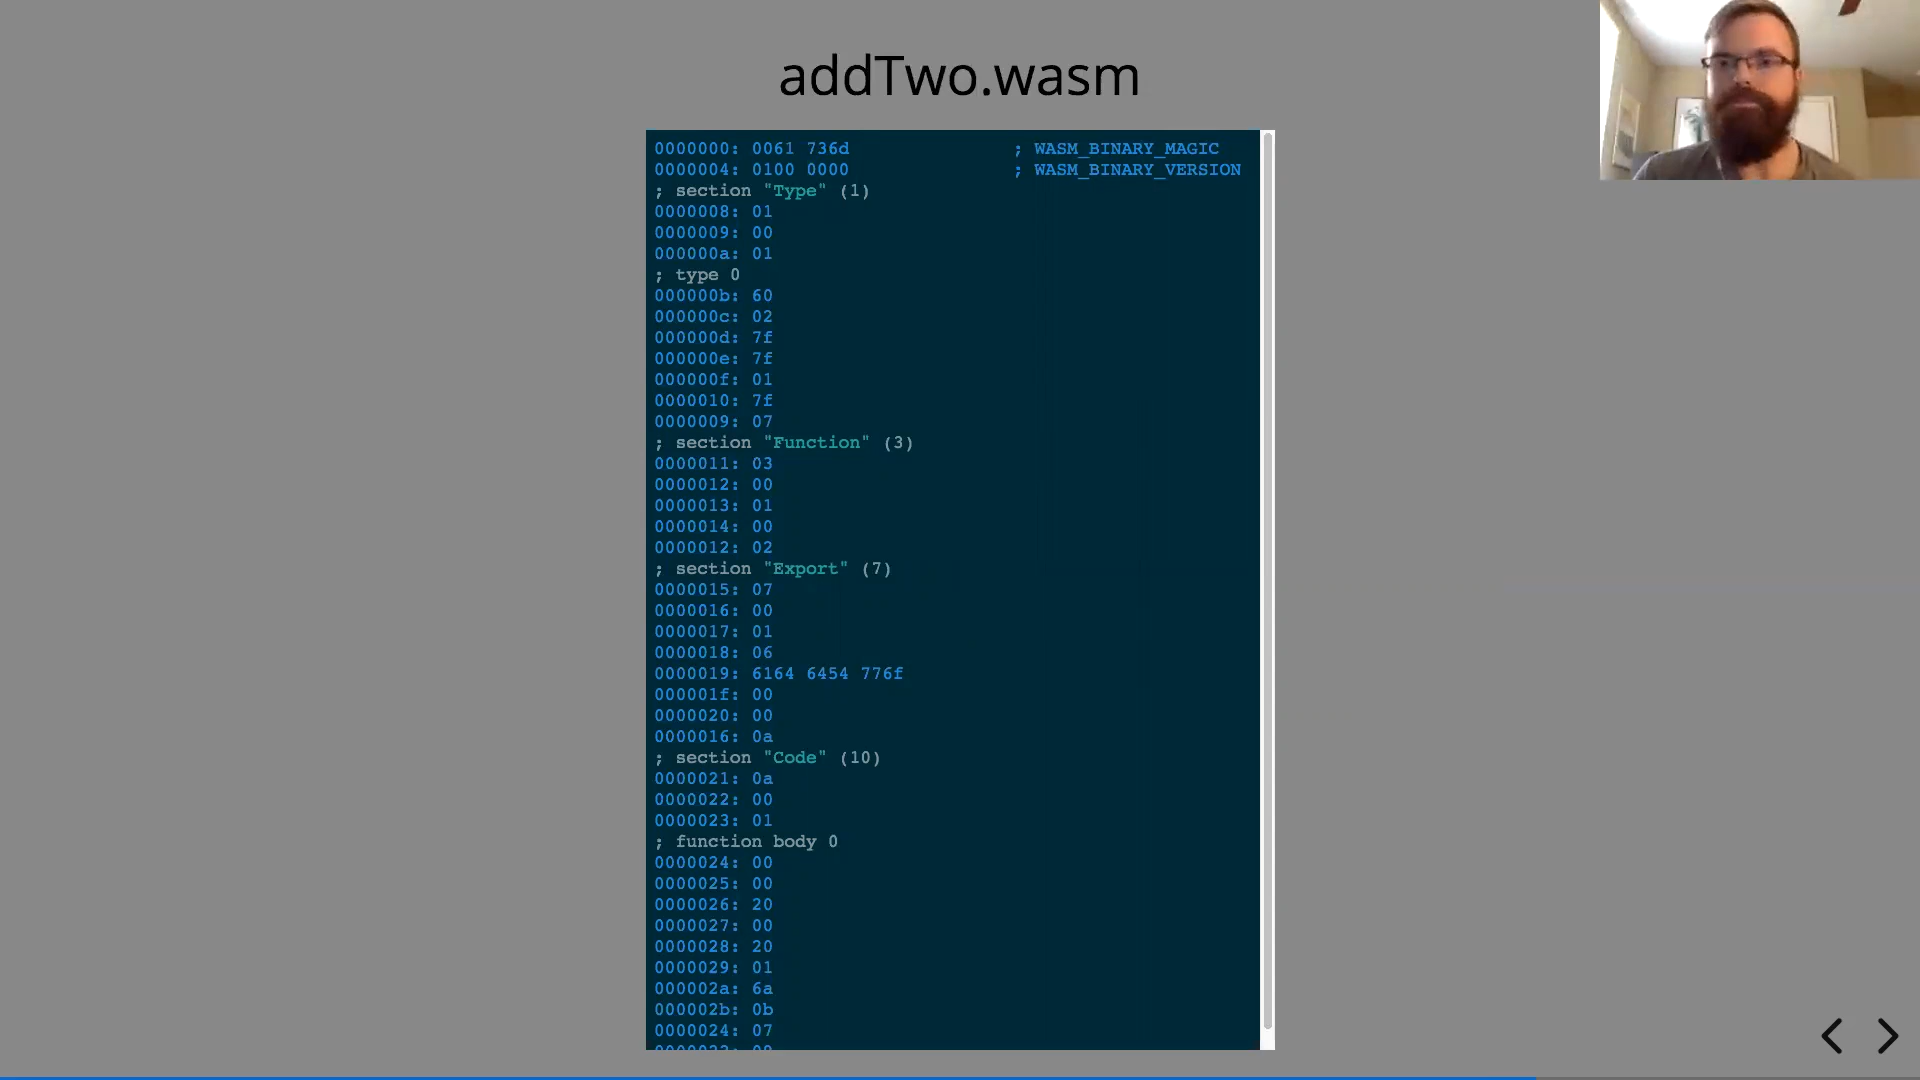 addTwo.wasm
0000000: 0061 736d ; WASM_BINARY_MAGIC
0000004: 0100 0000 ; WASM_BINARY_VERSION
; section "Type" (1)
0000008: 01
0000009: 00
000000a: 01
; type 0
000000b: 60
000000c: 02
000000d: 7f
000000e: 7f
000000f: 01
0000010: 7f
0000009: 07
; section "Function" (3)
0000011: 03
0000012: 00
0000013: 01
0000014: 00
0000012: 02
; section "Export" (7)
0000015: 07
0000016: 00
0000017: 01
0000018: 06
0000019: 6164 6454 776f
000001f: 00
0000020: 00
0000016: 0a
; section "Code" (10)
0000021: 0a
0000022: 00
0000023: 01
; function body 0
0000024: 00
0000025: 00
0000026: 20
0000027: 00
0000028: 20
0000029: 01
000002a: 6a
000002b: 0b
0000024: 07